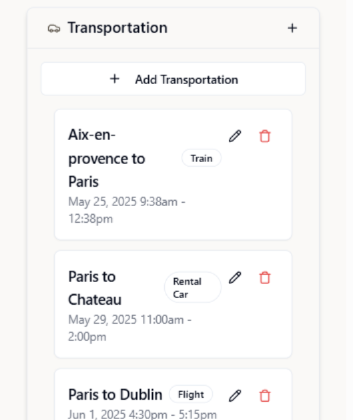 Transportation
Add Transportation
Aix-en-
provence to
Paris
Train
May 25, 2025 9:38am -
12:38pm
Paris to
Chateau
Rental
Car
May 29, 2025 11:00am -
2:00pm
Paris to Dublin Flight
Jun 1, 2025 4:30pm - 5:15pm